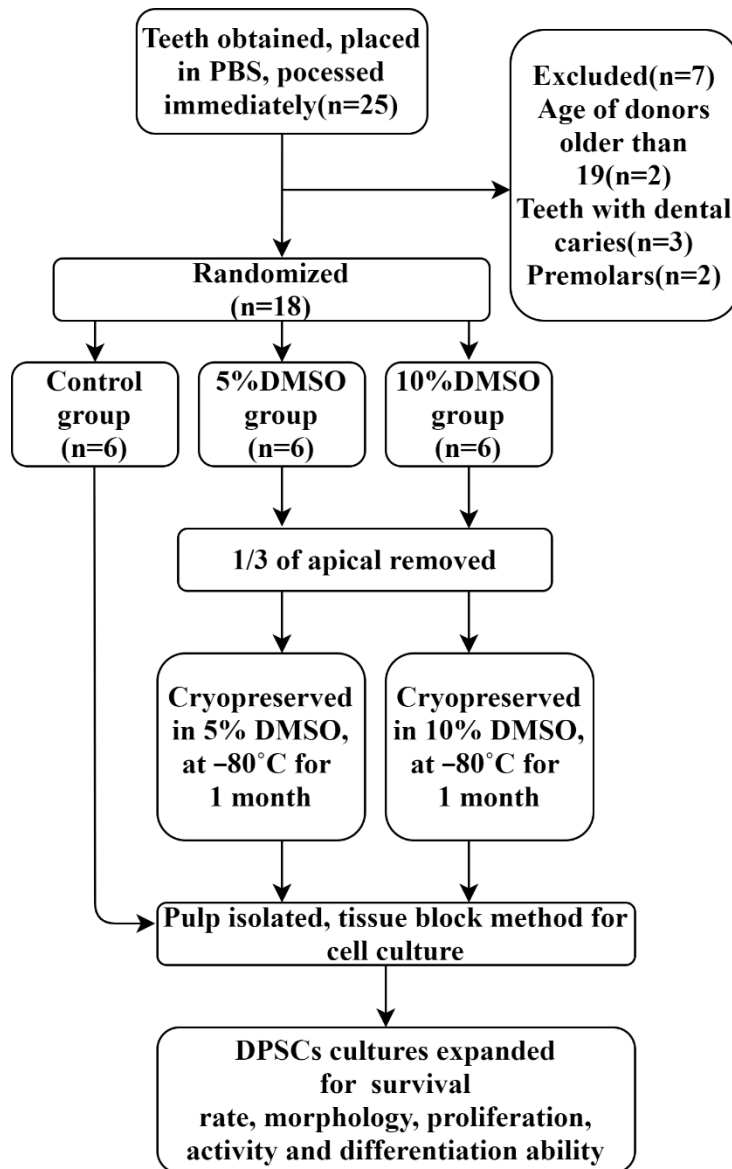 Teeth obtained, placed
in PBS, pocessed
immediately(n=25)
Excluded(n=7)
Age of donors
older than
19(n=2)
Teeth with dental
caries(n=3)
Premolars(n=2)
Randomized
(n=18)
Control
group
(n=6)
5%DMSO
group
(n=6)
10%DMSO
group
(n=6)
1/3 of apical removed
Cryopreserved
in 5% DMSO,
at −80°C for
1 month
Cryopreserved
in 10% DMSO,
at −80°C for
1 month
Pulp isolated, tissue block method for
cell culture
DPSCs cultures expanded
for survival
rate, morphology, proliferation,
activity and differentiation ability